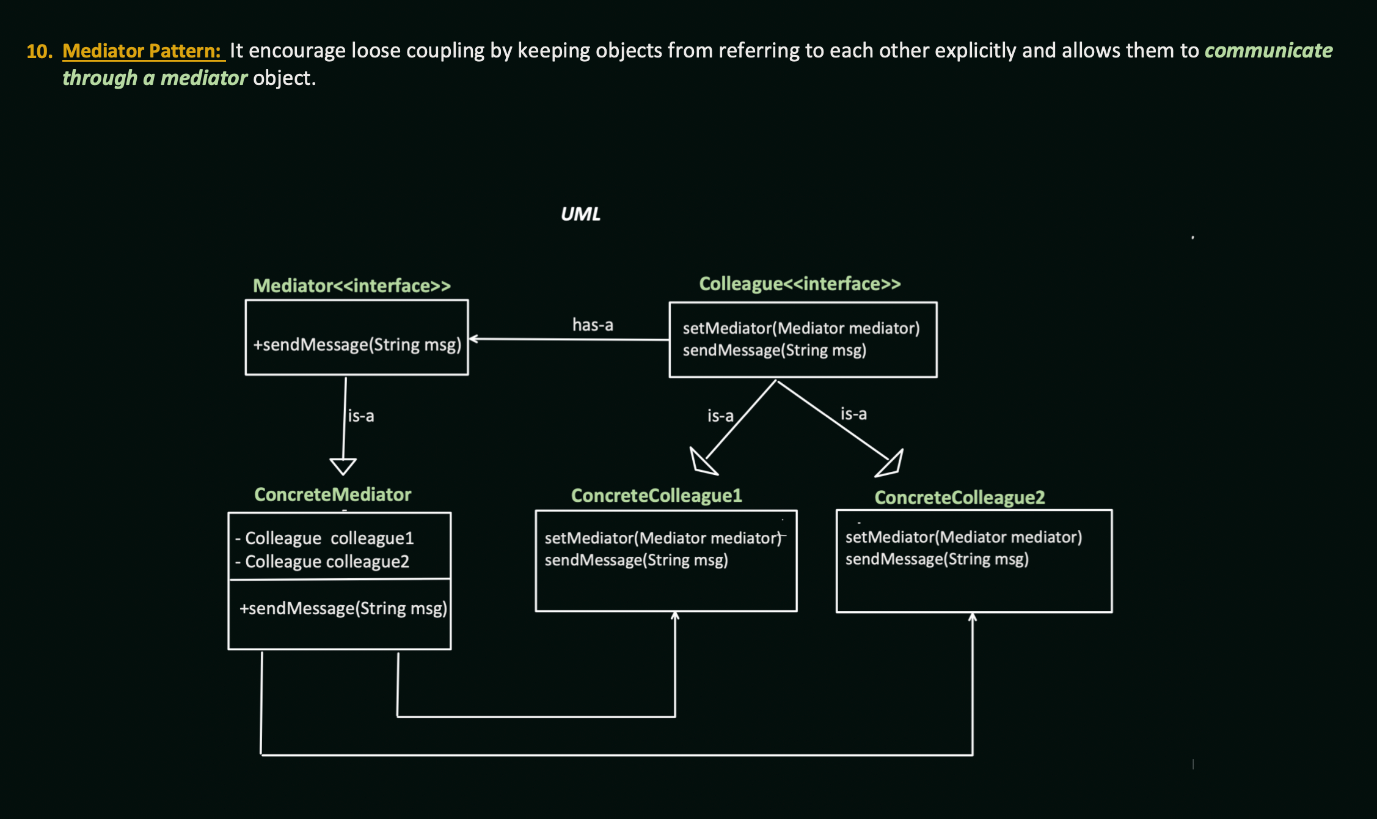 10. Mediator Pattern: It encourage loose coupling by keeping objects from referring to each other explicitly and allows them to communicate
through a mediator object.
UML
Mediator<<interface>>
+sendMessage(String msg)
has-a
Colleague<<interface>>
setMediator(Mediator mediator)
sendMessage(String msg)
is-a
is-a
is-a
ConcreteMediator
- Colleague colleague1
- Colleague colleague2
+sendMessage(String msg)
ConcreteColleague1
setMediator(Mediator mediator)
sendMessage(String msg)
ConcreteColleague2
setMediator(Mediator mediator)
sendMessage(String msg)